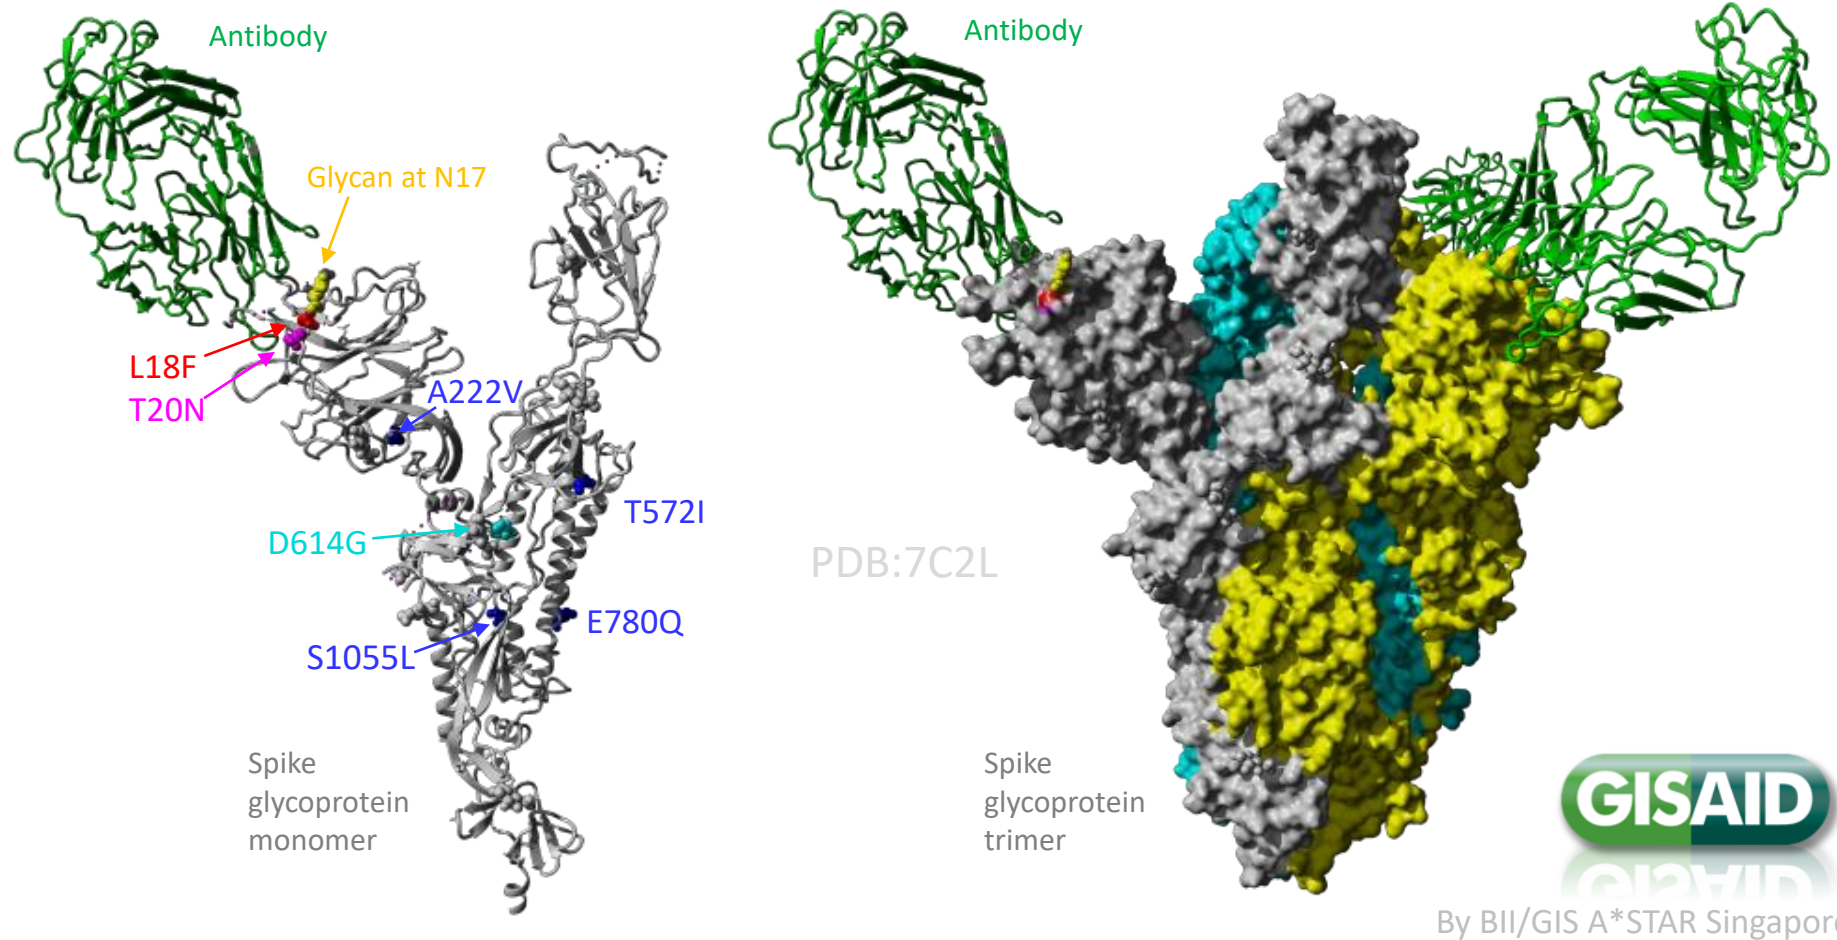 Antibody
Glycan at N17
L18F
T20N
A222V
T572I
D614G
E780Q
S1055L
Spike
glycoprotein
monomer
Antibody
PDB:7C2L
Spike
glycoprotein
trimer
GISAID
By BII/GIS A*STAR Singapore